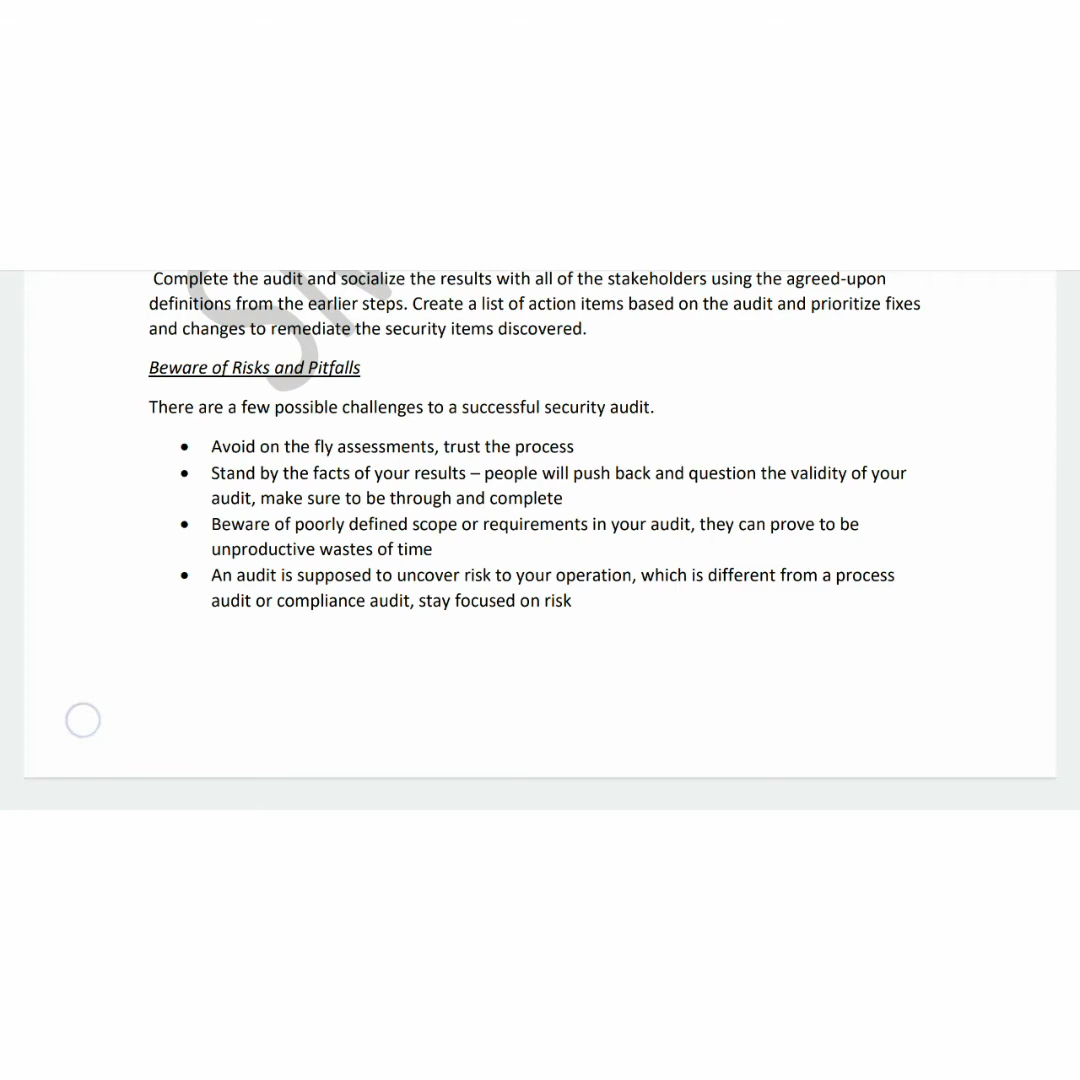 Complete the audit and socialize the results with all of the stakeholders using the agreed-upon
definitions from the earlier steps. Create a list of action items based on the audit and prioritize fixes
and changes to remediate the security items discovered.
Beware of Risks and Pitfalls
There are a few possible challenges to a successful security audit.
• Avoid on the fly assessments, trust the process
• Stand by the facts of your results – people will push back and question the validity of your
audit, make sure to be through and complete
• Beware of poorly defined scope or requirements in your audit, they can prove to be
unproductive wastes of time
• An audit is supposed to uncover risk to your operation, which is different from a process
audit or compliance audit, stay focused on risk